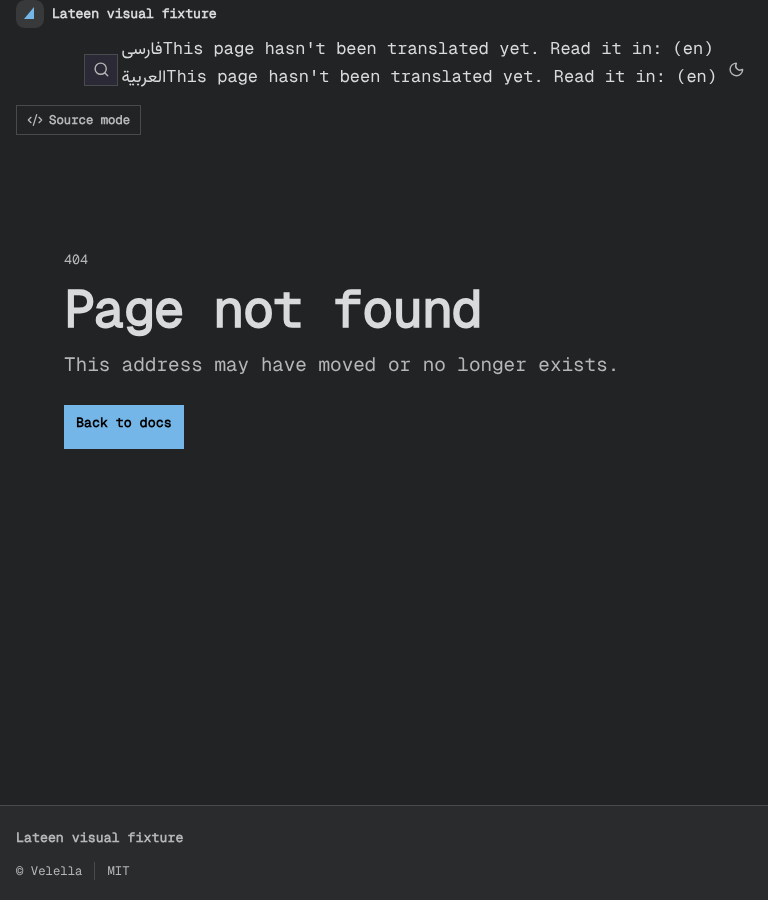 Lateen visual fixture
فارسیThis page hasn't been translated yet. Read it in: (en)
العربيةThis page hasn't been translated yet. Read it in: (en)
Source mode
404
Page not found
This address may have moved or no longer exists.
Back to docs
Lateen visual fixture
© Velella
MIT